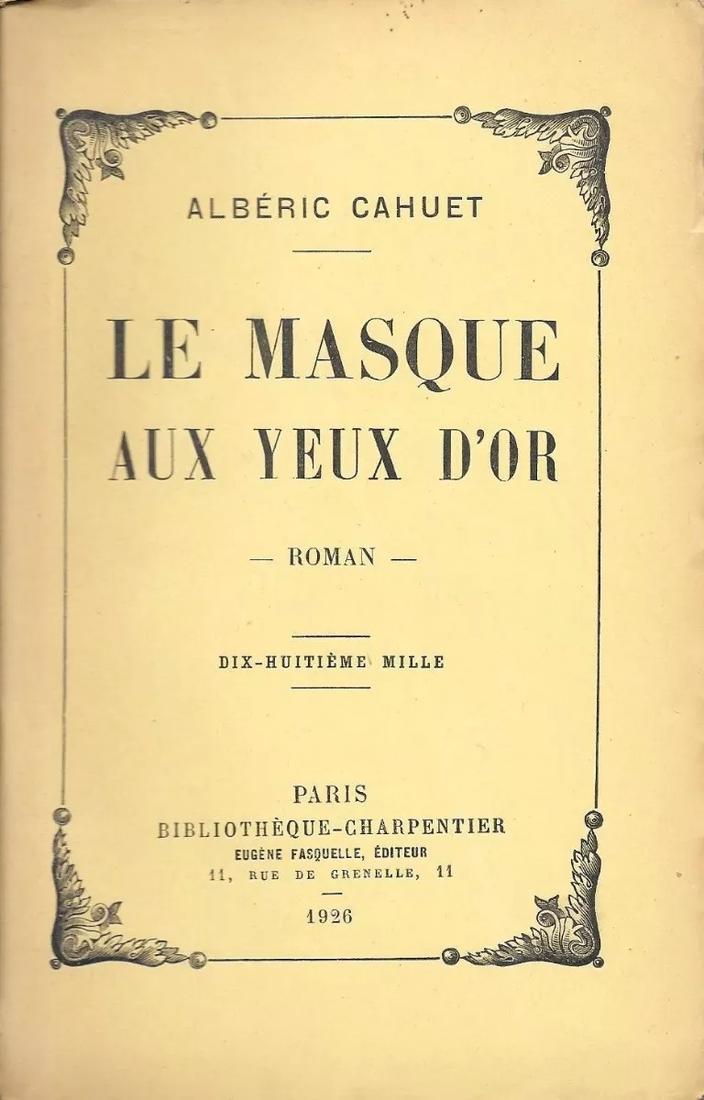 ALBÉRIC CAHUET
LE MASQUE
AUX YEUX D'OR
— ROMAN —
DIX-HUITIÈME MILLE
PARIS
BIBLIOTHÈQUE-CHARPENTIER
EUGÈNE FASQUELLE, ÉDITEUR
11, RUE DE GRENELLE, 11
1926